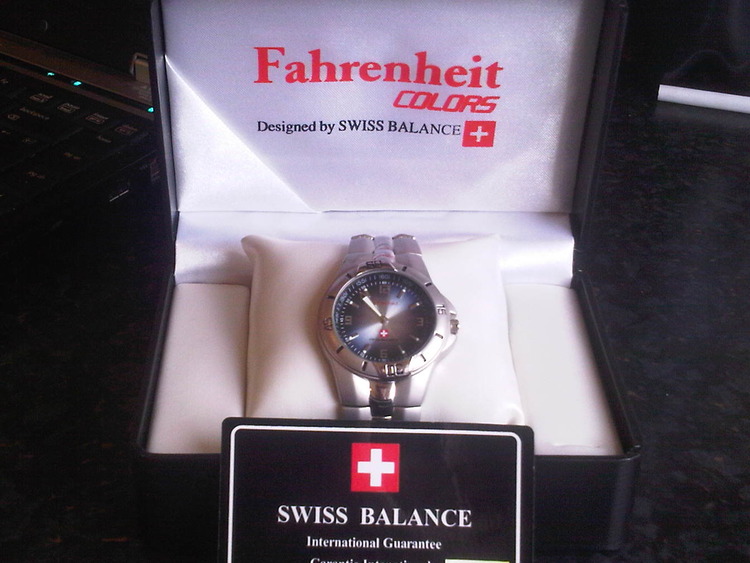 Fahrenheit
COLORS
Designed by SWISS BALANCE
SWISS BALANCE
International Guarantee